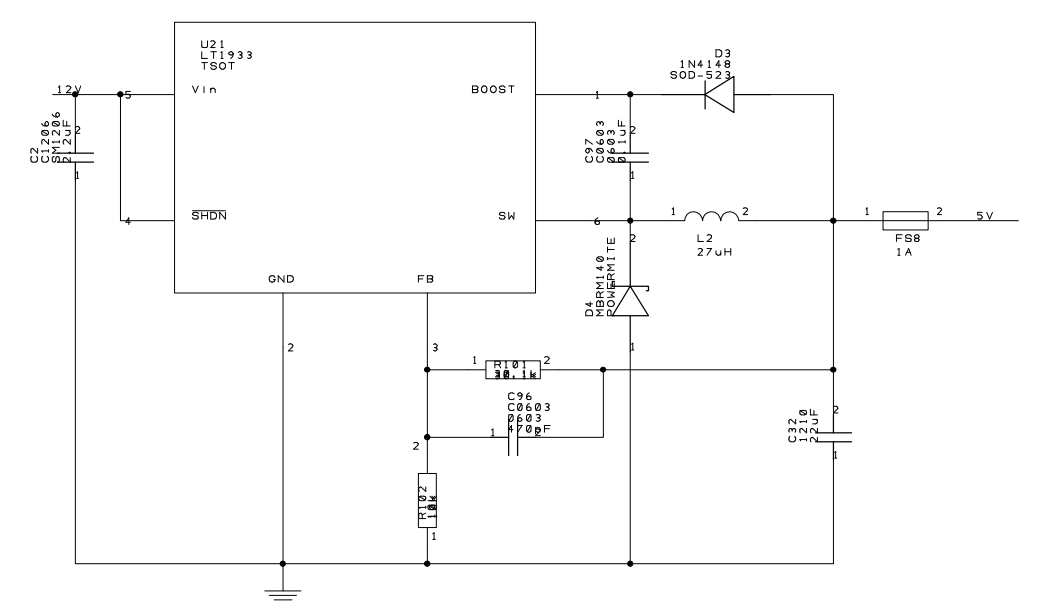 U21
LT1933
TSOT
D3
1N4148
SOD-523
12V
5
VIn
BOOST
1
2
C2
C1206
SM1206
2.2uF
1
2
C97
C0603
0603
0.1uF
1
4
SHDN
SW
6
1
2
L2
27uH
1
2
FS8
1A
5V
GND
FB
2
D4
MBRM140
POWERMITE
1
2
3
1
R101
2
C96
C0603
0603
470pF
1
2
2
C32
1210
22uF
1
2
R102
10k
1